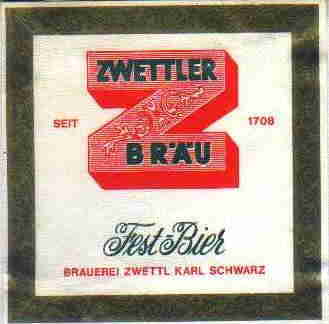 ZWETTLER
SEIT 1708
BRÄU
Fest-Bier
BRAUEREI ZWETTL KARL SCHWARZ